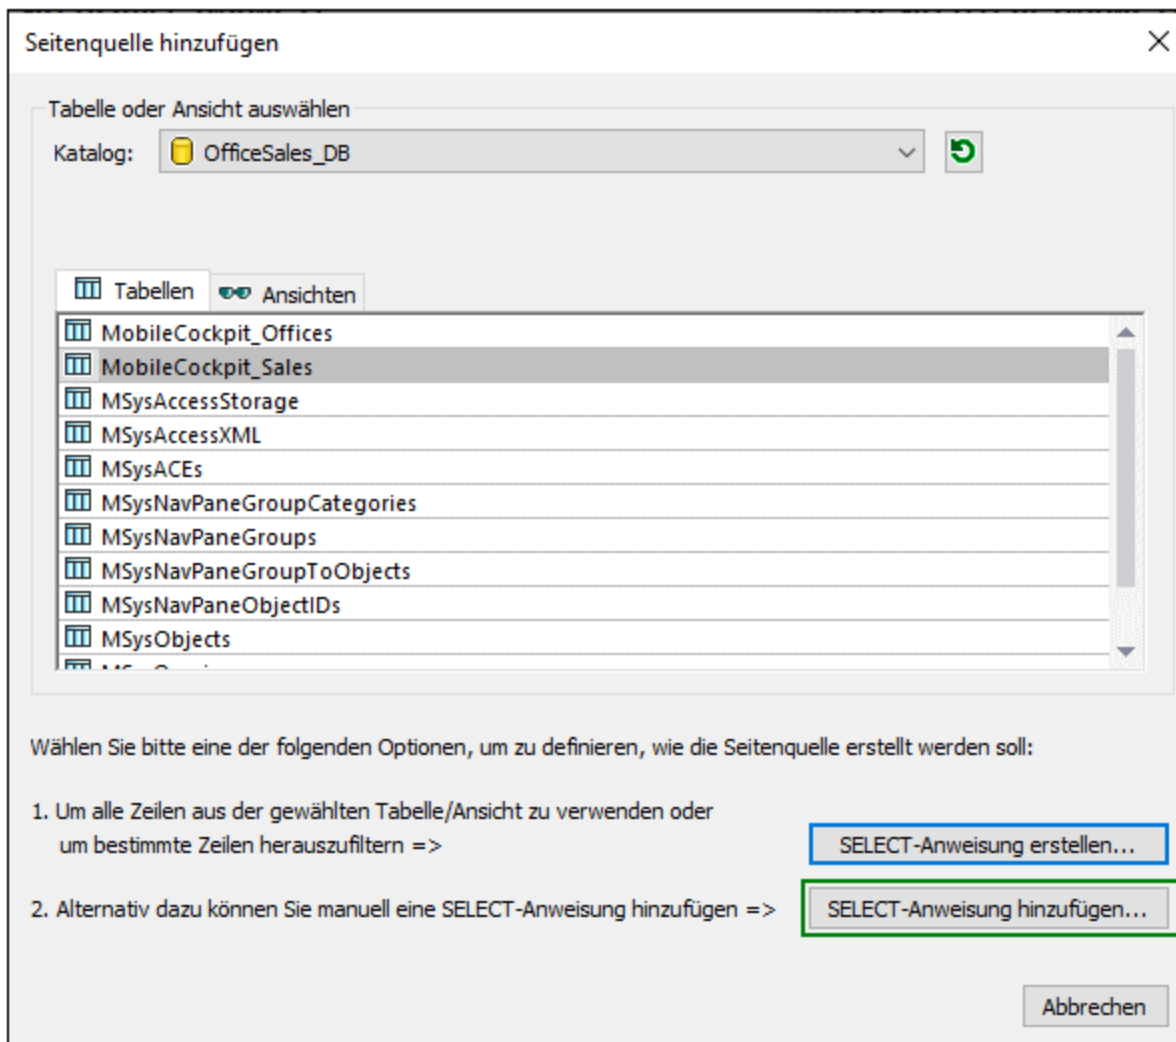 Seitenquelle hinzufügen
Tabelle oder Ansicht auswählen
Katalog: OfficeSales_DB
Tabellen Ansichten
MobileCockpit_Offices
MobileCockpit_Sales
MSysAccessStorage
MSysAccessXML
MSysACEs
MSysNavPaneGroupCategories
MSysNavPaneGroups
MSysNavPaneGroupToObjects
MSysNavPaneObjectIDs
MSysObjects
Wählen Sie bitte eine der folgenden Optionen, um zu definieren, wie die Seitenquelle erstellt werden soll:
1. Um alle Zeilen aus der gewählten Tabelle/Ansicht zu verwenden oder
um bestimmte Zeilen herauszufiltern => SELECT-Anweisung erstellen...
2. Alternativ dazu können Sie manuell eine SELECT-Anweisung hinzufügen => SELECT-Anweisung hinzufügen...
Abbrechen